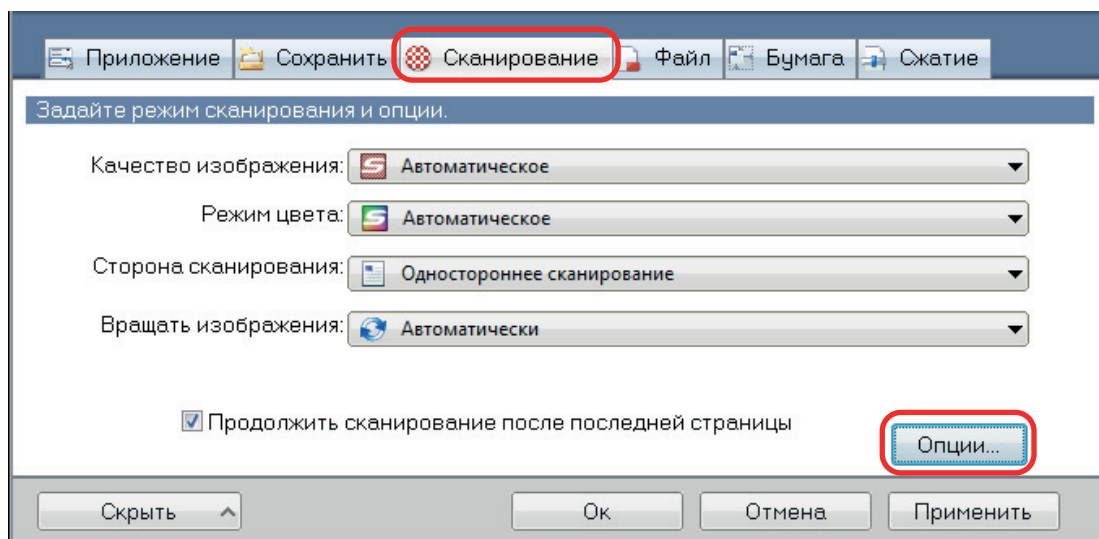 Приложение Сохранить Сканирование Файл Бумага Сжатие
Задайте режим сканирования и опции.
Качество изображения: Автоматическое
Режим цвета: Автоматическое
Сторона сканирования: Одностороннее сканирование
Вращать изображения: Автоматически
Продолжить сканирование после последней страницы
Опции...
Скрыть Ок Отмена Применить